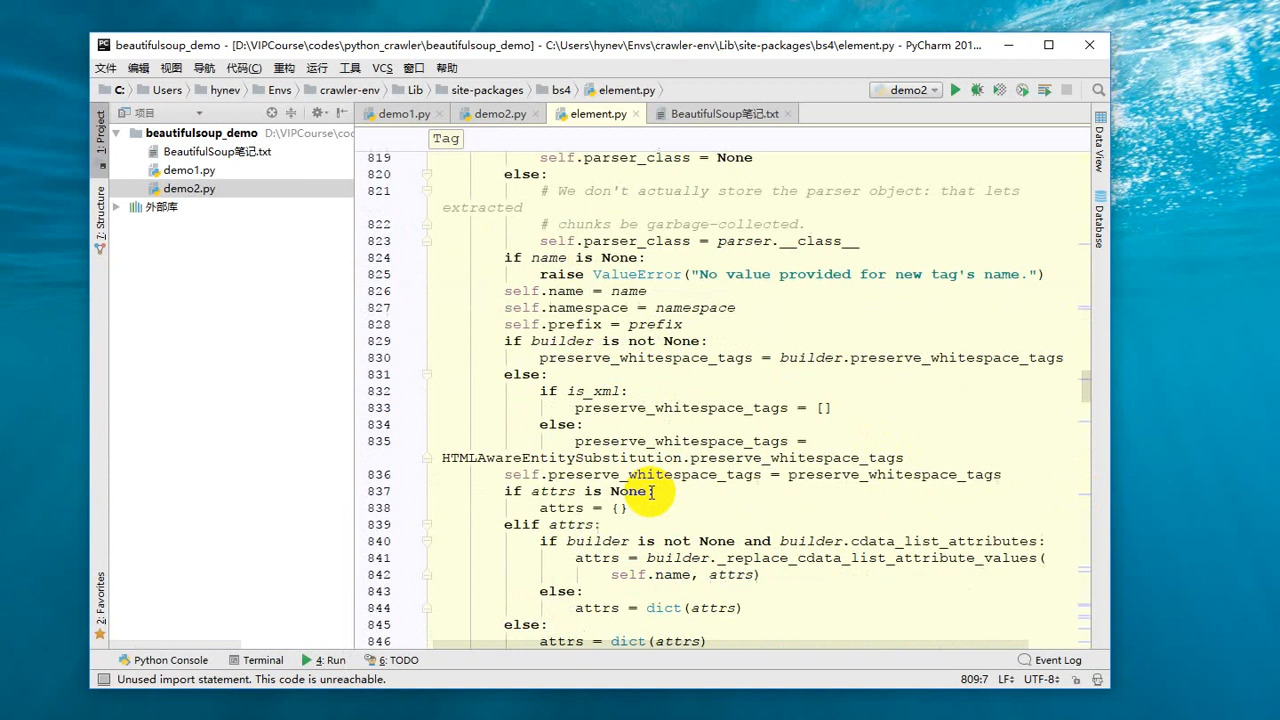 beautifulsoup_demo [D:\VIPCourse\codes\python_crawler\beautifulsoup_demo] - C:\Users\hynev\Envs\crawler-env\Lib\site-packages\bs4\element.py - PyCharm 201...
文件 编辑 视图 导航 代码(C) 重构 运行 工具 VCS 窗口 帮助
C: Users hynev Envs crawler-env Lib site-packages bs4 element.py demo2
1: Project
7: Structure
2: Favorites
项目
beautifulsoup_demo D:\VIPCourse\coc
BeautifulSoup笔记.txt
demo1.py
demo2.py
外部库
demo1.py demo2.py element.py BeautifulSoup笔记.txt
Tag
819 self.parser_class = None
820 else:
821 # We don't actually store the parser object: that lets
extracted
822 # chunks be garbage-collected.
823 self.parser_class = parser.__class__
824 if name is None:
825 raise ValueError("No value provided for new tag's name.")
826 self.name = name
827 self.namespace = namespace
828 self.prefix = prefix
829 if builder is not None:
830 preserve_whitespace_tags = builder.preserve_whitespace_tags
831 else:
832 if is_xml:
833 preserve_whitespace_tags = []
834 else:
835 preserve_whitespace_tags =
HTMLAwareEntitySubstitution.preserve_whitespace_tags
836 self.preserve_whitespace_tags = preserve_whitespace_tags
837 if attrs is None:
838 attrs = {}
839 elif attrs:
840 if builder is not None and builder.cdata_list_attributes:
841 attrs = builder._replace_cdata_list_attribute_values(
842 self.name, attrs)
843 else:
844 attrs = dict(attrs)
845 else:
846 attrs = dict(attrs)
Data View
Database
Python Console Terminal 4: Run 6: TODO Event Log
Unused import statement. This code is unreachable. 809:7 LF UTF-8